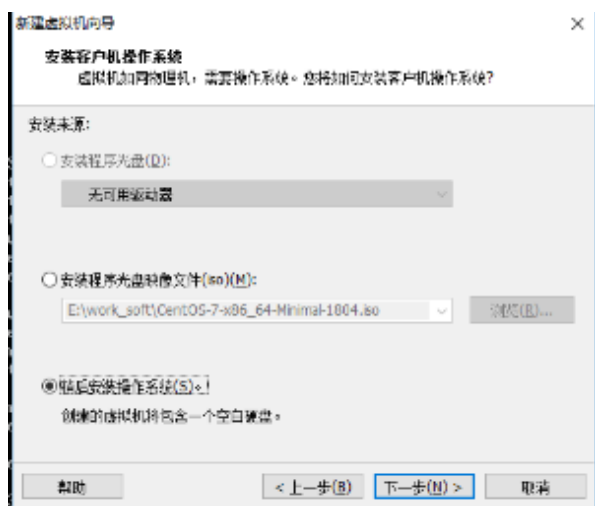 新建虚拟机向导
安装客户机操作系统
虚拟机如同物理机，需要操作系统。您将如何安装客户机操作系统?
安装来源:
安装程序光盘(D):
无可用驱动器
安装程序光盘映像文件(iso)(M):
E:\work_soft\CentOS-7-x86_64-Minimal-1804.iso
浏览(R)...
稍后安装操作系统(S)。
创建的虚拟机将包含一个空白硬盘。
帮助
< 上一步(B)
下一步(N) >
取消